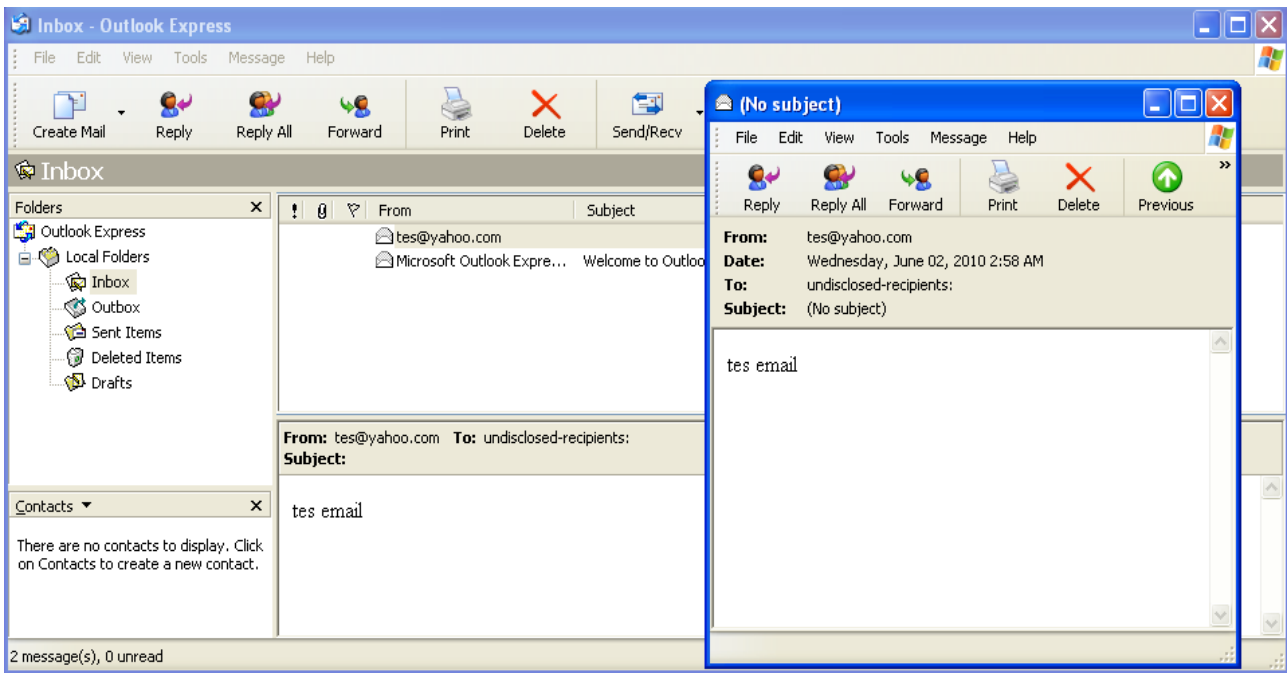 Inbox - Outlook Express
File Edit View Tools Message Help
Create Mail Reply Reply All Forward Print Delete Send/Recv
Inbox
Folders
Outlook Express
Local Folders
Inbox
Outbox
Sent Items
Deleted Items
Drafts
Contacts
There are no contacts to display. Click
on Contacts to create a new contact.
! From Subject
tes@yahoo.com
Microsoft Outlook Expre... Welcome to Outloo
From: tes@yahoo.com To: undisclosed-recipients:
Subject:
tes email
2 message(s), 0 unread
(No subject)
File Edit View Tools Message Help
Reply Reply All Forward Print Delete Previous »
From: tes@yahoo.com
Date: Wednesday, June 02, 2010 2:58 AM
To: undisclosed-recipients:
Subject: (No subject)
tes email